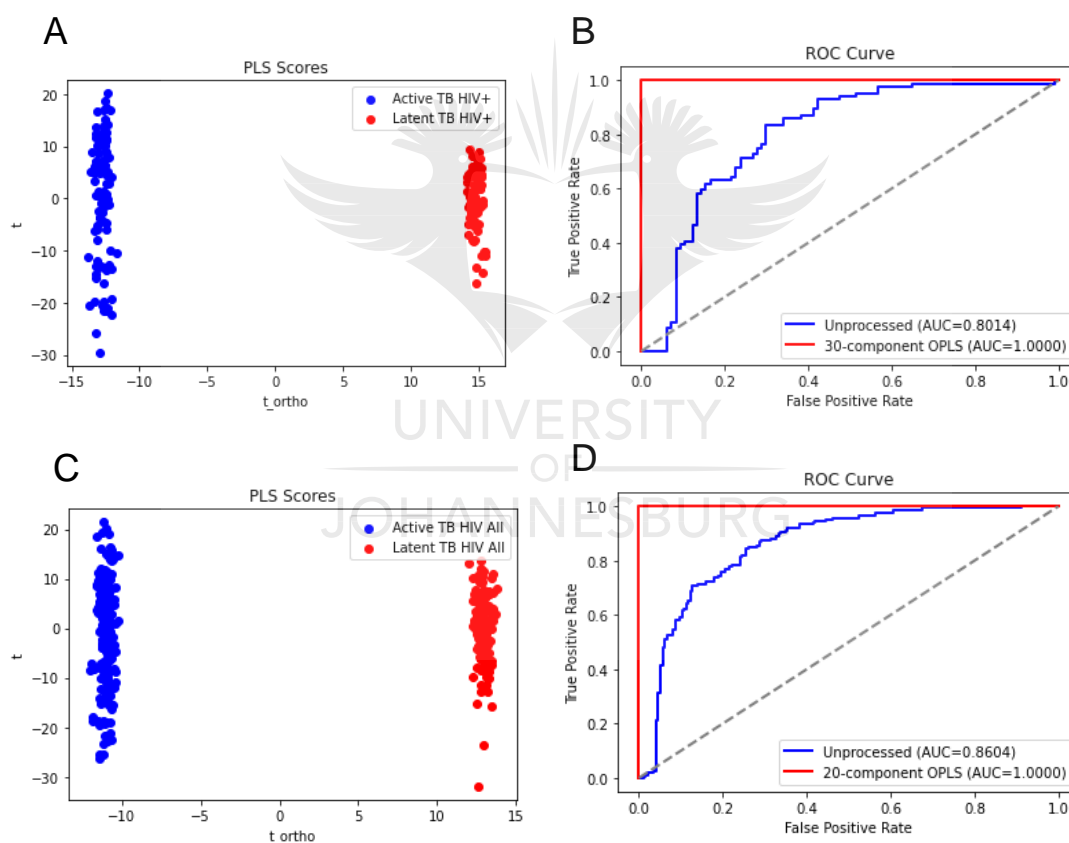 A
PLS Scores
20
10
0
−10
−20
−30
t
−15
−10
−5
0
5
10
15
t_ortho
Active TB HIV+
Latent TB HIV+
B
ROC Curve
1.0
0.8
0.6
0.4
0.2
0.0
True Positive Rate
0.0
0.2
0.4
0.6
0.8
1.0
False Positive Rate
Unprocessed (AUC=0.8014)
30-component OPLS (AUC=1.0000)
UNIVERSITY
OF
JOHANNESBURG
C
PLS Scores
20
10
0
−10
−20
−30
t
−10
−5
0
5
10
15
t_ortho
Active TB HIV All
Latent TB HIV All
D
ROC Curve
1.0
0.8
0.6
0.4
0.2
0.0
True Positive Rate
0.0
0.2
0.4
0.6
0.8
1.0
False Positive Rate
Unprocessed (AUC=0.8604)
20-component OPLS (AUC=1.0000)